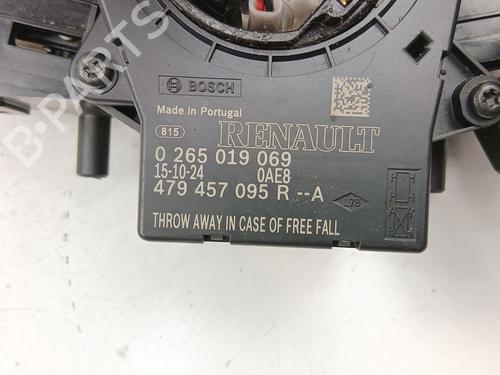 BOSCH
Made in Portugal
815
RENAULT
0 265 019 069
15-10-24 0AE8
479 457 095 R --A
178
THROW AWAY IN CASE OF FREE FALL
B-PARTS